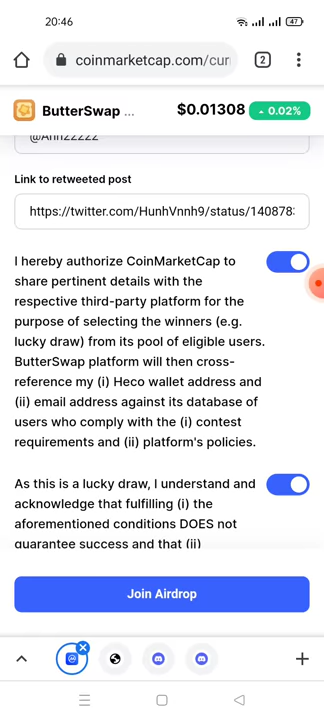 20:46
47
coinmarketcap.com/curr
2
ButterSwap ...
$0.01308
0.02%
Link to retweeted post
https://twitter.com/HunhVnnh9/status/140878
I hereby authorize CoinMarketCap to
share pertinent details with the
respective third-party platform for the
purpose of selecting the winners (e.g.
lucky draw) from its pool of eligible users.
ButterSwap platform will then cross-
reference my (i) Heco wallet address and
(ii) email address against its database of
users who comply with the (i) contest
requirements and (ii) platform's policies.
As this is a lucky draw, I understand and
acknowledge that fulfilling (i) the
aforementioned conditions DOES not
guarantee success and that (ii)
Join Airdrop